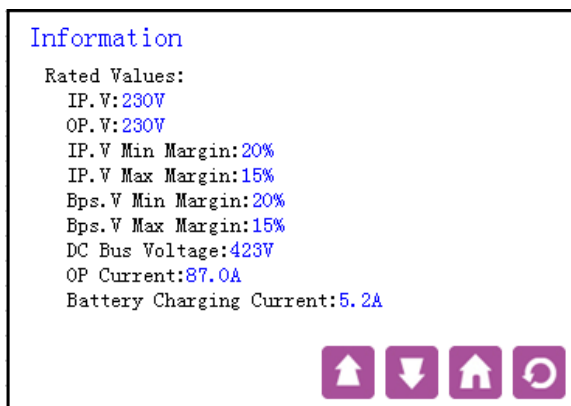 Information
Rated Values:
IP.V:230V
OP.V:230V
IP.V Min Margin:20%
IP.V Max Margin:15%
Bps.V Min Margin:20%
Bps.V Max Margin:15%
DC Bus Voltage:423V
OP Current:87.0A
Battery Charging Current:5.2A